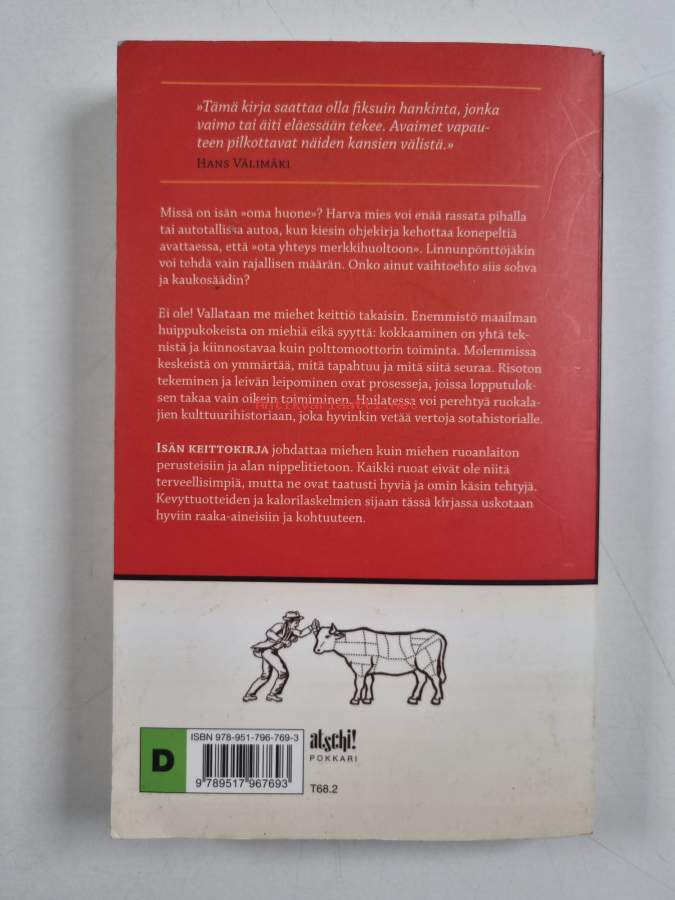 »Tämä kirja saattaa olla fiksuin hankinta, jonka
vaimo tai äiti eläessään tekee. Avaimet vapau-
teen pilkottavat näiden kansien välistä.»
Hans Välimäki
Missä on isän »oma huone»? Harva mies voi enää rassata pihalla
tai autotallissa autoa, kun kiesin ohjekirja kehottaa konepeltiä
avattaessa, että »ota yhteys merkkihuoltoon». Linnunpönttöjäkin
voi tehdä vain rajallisen määrän. Onko ainut vaihtoehto siis sohva
ja kaukosäädin?
Ei ole! Vallataan me miehet keittiö takaisin. Enemmistö maailman
huippukokeista on miehiä eikä syyttä: kokkaaminen on yhtä tek-
nistä ja kiinnostavaa kuin polttomoottorin toiminta. Molemmissa
keskeistä on ymmärtää, mitä tapahtuu ja mitä siitä seuraa. Risoton
tekeminen ja leivän leipominen ovat prosesseja, joissa lopputulok-
sen takaa vain oikein toimiminen. Huilatessa voi perehtyä ruokala-
jien kulttuurihistoriaan, joka hyvinkin vetää vertoja sotahistorialle.
Antikvariaatti.net
Isän keittokirja johdattaa miehen kuin miehen ruoanlaiton
perusteisiin ja alan nippelitietoon. Kaikki ruoat eivät ole niitä
terveellisimpiä, mutta ne ovat taatusti hyviä ja omin käsin tehtyjä.
Kevyttuotteiden ja kalorilaskelmien sijaan tässä kirjassa uskotaan
hyviin raaka-aineisiin ja kohtuuteen.
D
ISBN 978-951-796-769-3
9 789517 967693
atschi!
POKKARI
T68.2